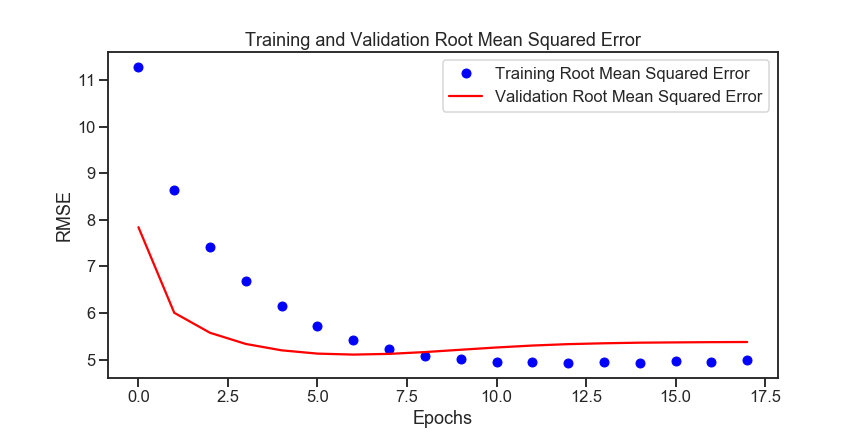 Training and Validation Root Mean Squared Error
Training Root Mean Squared Error
Validation Root Mean Squared Error
RMSE
11
10
9
8
7
6
5
0.0 2.5 5.0 7.5 10.0 12.5 15.0 17.5
Epochs